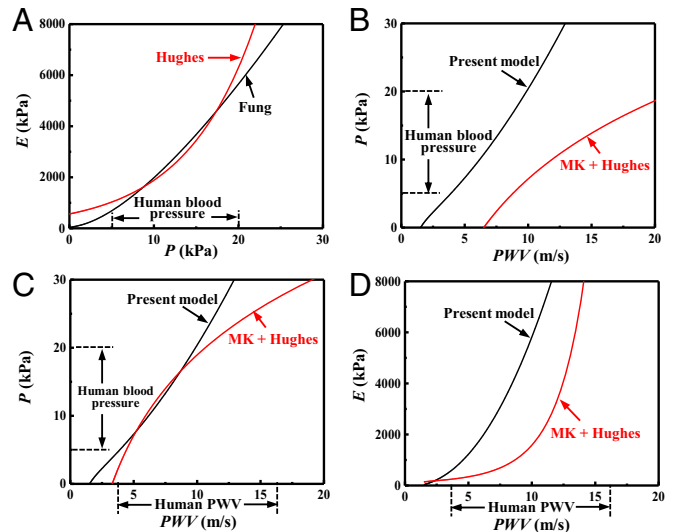 A
8000
6000
4000
2000
0
E (kPa)
Hughes
Fung
Human blood
pressure
0
10
20
30
P (kPa)
B
30
20
10
0
P (kPa)
Present model
Human blood
pressure
MK + Hughes
0
5
10
15
20
PWV (m/s)
C
30
20
10
0
P (kPa)
Present model
MK + Hughes
Human blood
pressure
0
5
10
15
20
Human PWV
PWV (m/s)
D
8000
6000
4000
2000
0
E (kPa)
Present model
MK + Hughes
0
5
10
15
20
Human PWV
PWV (m/s)